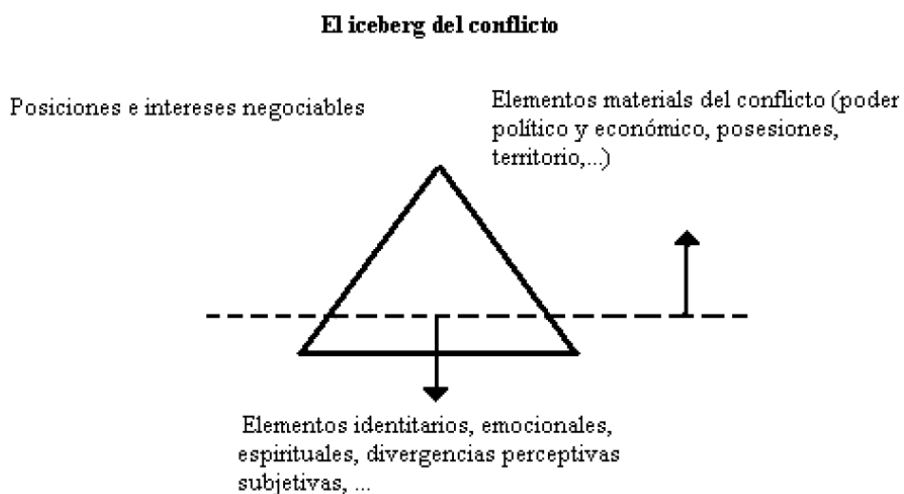 El iceberg del conflicto
Posiciones e intereses negociables
Elementos materials del conflicto (poder
político y económico, posesiones,
territorio,...)
Elementos identitarios, emocionales,
espirituales, divergencias perceptivas
subjetivas, ...